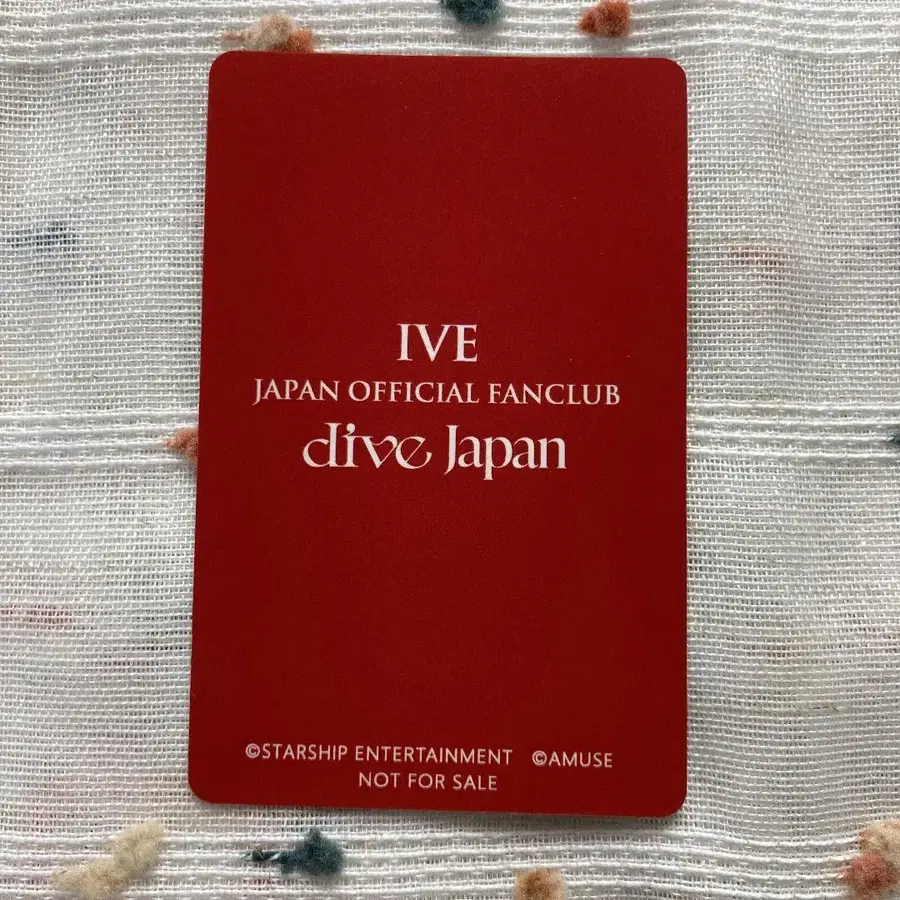 IVE
JAPAN OFFICIAL FANCLUB
dive Japan
©STARSHIP ENTERTAINMENT ©AMUSE
NOT FOR SALE